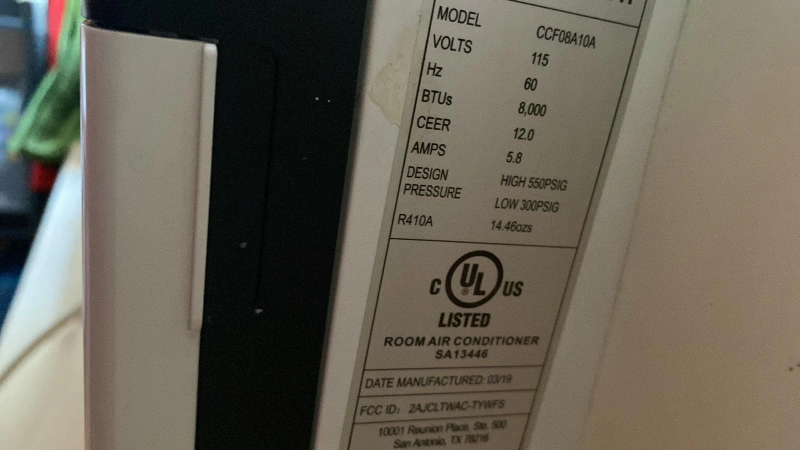 MODEL CCF08A10A
VOLTS 115
Hz 60
BTUs 8,000
CEER 12.0
AMPS 5.8
DESIGN PRESSURE HIGH 550PSIG
LOW 300PSIG
R410A 14.46ozs
C UL ® US
LISTED
ROOM AIR CONDITIONER
SA13446
DATE MANUFACTURED: 03/19
FCC ID: 2AJCLTWAC-TYWFS
10001 Reunion Place, Ste. 500
San Antonio, TX 78216